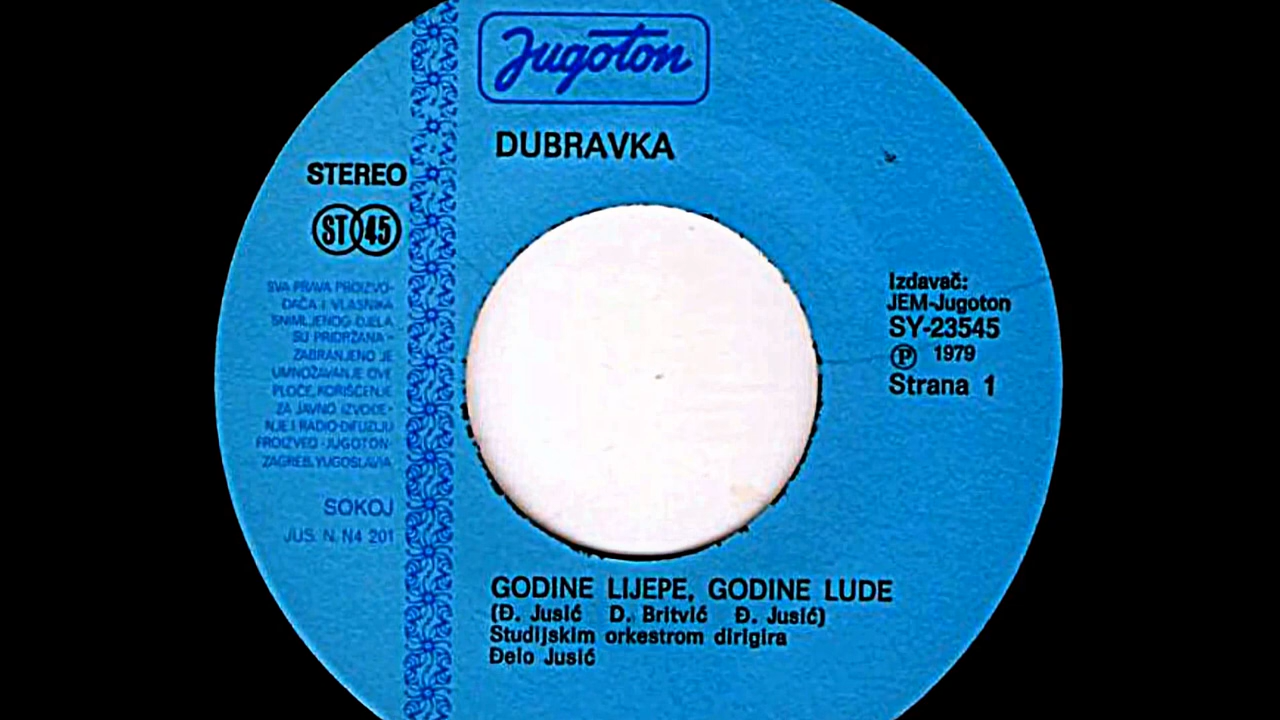 Jugoton
DUBRAVKA
STEREO
ST 45
SVA PRAVA PROIZVO-
ĐAČA I VLASNIKA
SNIMLJENOG DJELA
SU PRIDRŽANA -
ZABRANJENO JE
UMNOŽAVANJE OVE
PLOČE, KORIŠĆENJE
ZA JAVNO IZVOĐE-
NJE I RADIO-DIFUZIJU
PROIZVEO - JUGOTON -
ZAGREB, YUGOSLAVIA
SOKOJ
JUS. N. N4 201
Izdavač:
JEM-Jugoton
SY-23545
℗ 1979
Strana 1
GODINE LIJEPE, GODINE LUDE
(Đ. Jusić D. Britvić Đ. Jusić)
Studijskim orkestrom dirigira
Đelo Jusić